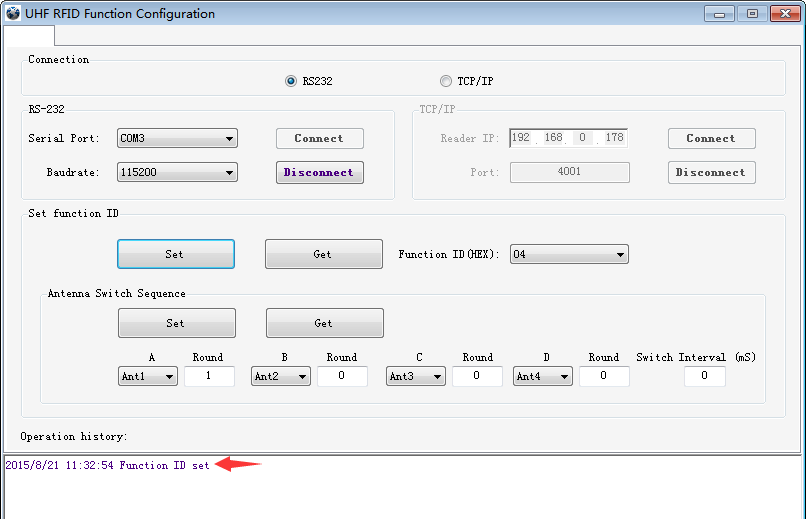 UHF RFID Function Configuration
Connection
RS232 TCP/IP
RS-232 TCP/IP
Serial Port: COM3 Connect Reader IP: 192 . 168 . 0 . 178 Connect
Baudrate: 115200 Disconnect Port: 4001 Disconnect
Set function ID
Set Get Function ID(HEX): 04
Antenna Switch Sequence
Set Get
A Round B Round C Round D Round Switch Interval (mS)
Ant1 1 Ant2 0 Ant3 0 Ant4 0 0
Operation history:
2015/8/21 11:32:54 Function ID set